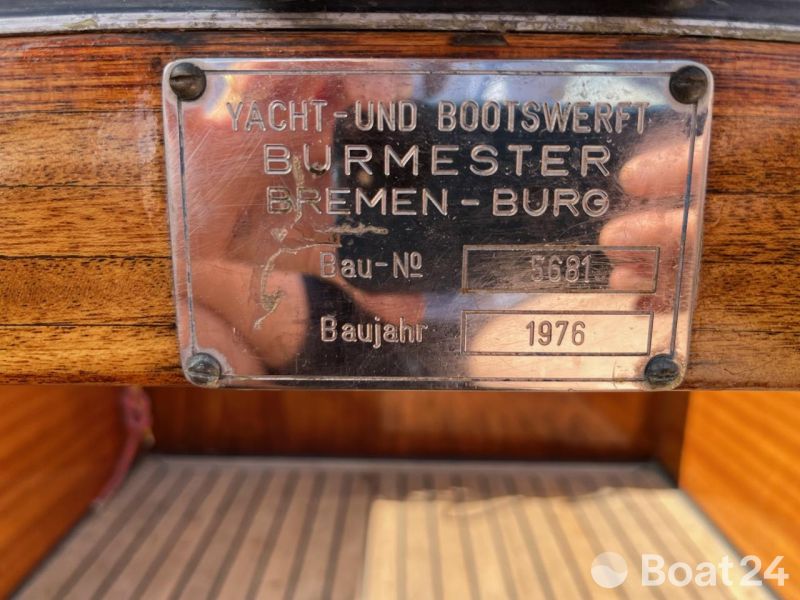 YACHT-UND BOOTSWERFT
BURMESTER
BREMEN-BURG
Bau-Nº 5681
Baujahr 1976
Boat24